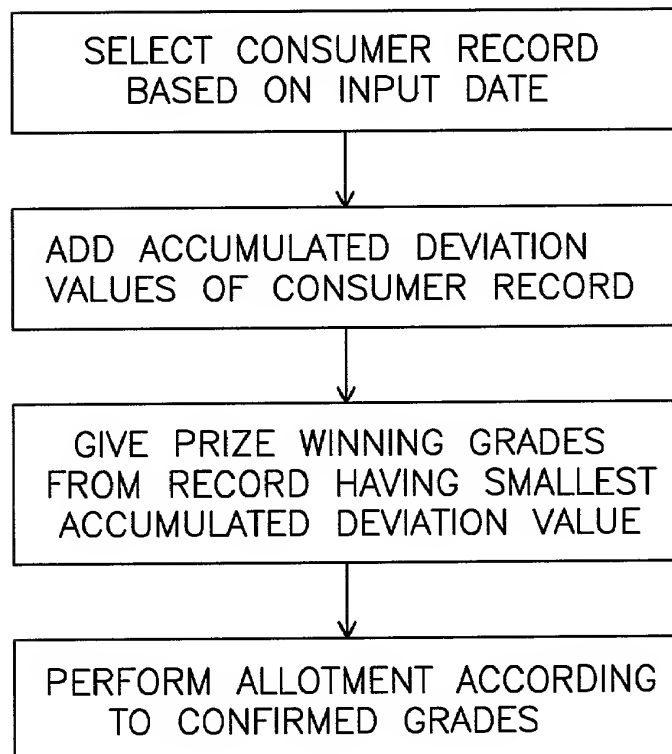 SELECT CONSUMER RECORD
BASED ON INPUT DATE
ADD ACCUMULATED DEVIATION
VALUES OF CONSUMER RECORD
GIVE PRIZE WINNING GRADES
FROM RECORD HAVING SMALLEST
ACCUMULATED DEVIATION VALUE
PERFORM ALLOTMENT ACCORDING
TO CONFIRMED GRADES